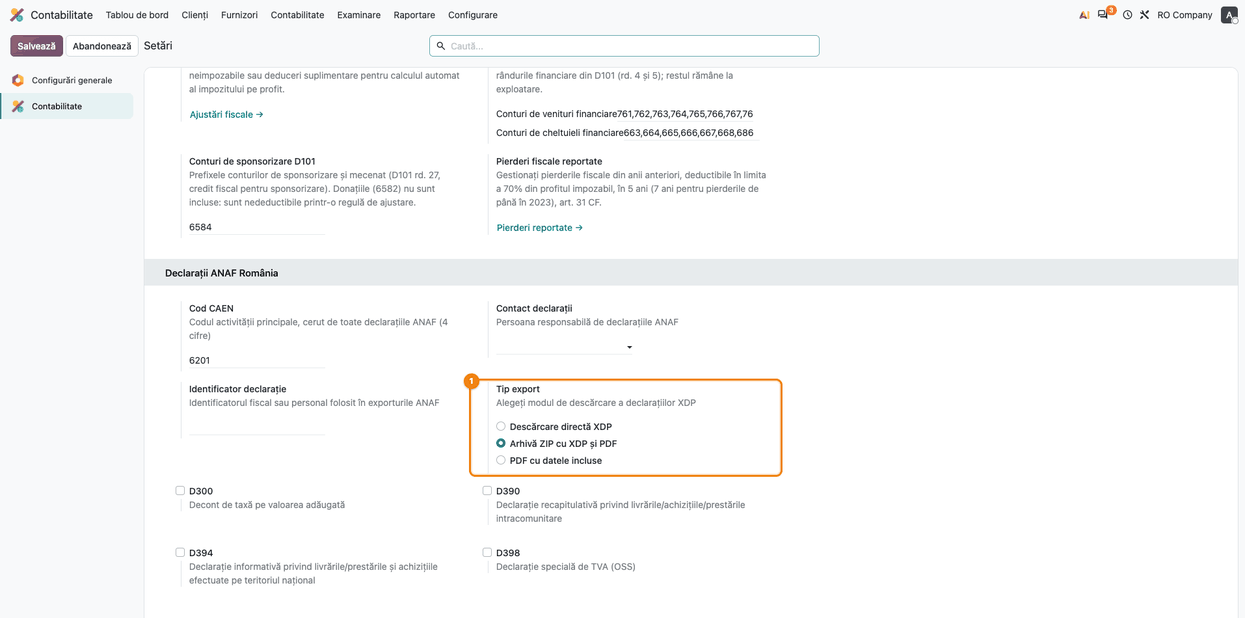 Contabilitate Tablou de bord Clienți Furnizori Contabilitate Examinare Raportare Configurare AI 3 RO Company A
Salvează Abandonează Setări Caută...
Configurări generale
Contabilitate
neimpozabile sau deduceri suplimentare pentru calculul automat
al impozitului pe profit.
Ajustări fiscale →
rândurile financiare din D101 (rd. 4 și 5); restul rămâne la
exploatare.
Conturi de venituri financiare761,762,763,764,765,766,767,76
Conturi de cheltuieli financiare663,664,665,666,667,668,686
Conturi de sponsorizare D101
Prefixele conturilor de sponsorizare și mecenat (D101 rd. 27,
credit fiscal pentru sponsorizare). Donațiile (6582) nu sunt
incluse: sunt nedeductibile printr-o regulă de ajustare.
6584
Pierderi fiscale reportate
Gestionați pierderile fiscale din anii anteriori, deductibile în limita
a 70% din profitul impozabil, în 5 ani (7 ani pentru pierderile de
până în 2023), art. 31 CF.
Pierderi reportate →
Declarații ANAF România
Cod CAEN
Codul activității principale, cerut de toate declarațiile ANAF (4
cifre)
6201
Contact declarații
Persoana responsabilă de declarațiile ANAF
Identificator declarație
Identificatorul fiscal sau personal folosit în exporturile ANAF
1
Tip export
Alegeți modul de descărcare a declarațiilor XDP
Descărcare directă XDP
Arhivă ZIP cu XDP și PDF
PDF cu datele incluse
D300
Decont de taxă pe valoarea adăugată
D390
Declarație recapitulativă privind livrările/achizițiile/prestările
intracomunitare
D394
Declarație informativă privind livrările/prestările și achizițiile
efectuate pe teritoriul național
D398
Declarație specială de TVA (OSS)